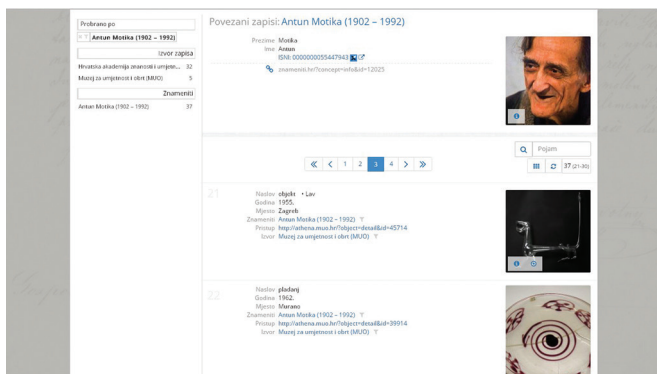 Probrano po
Antun Motika (1902 – 1992)
Izvor zapisa
Hrvatska akademija znanosti i umjetn... 32
Muzej za umjetnost i obrt (MUO) 5
Znameniti
Antun Motika (1902 – 1992) 37
Povezani zapisi: Antun Motika (1902 – 1992)
Prezime Motika
Ime Antun
ISNI: 0000000055447943
znameniti.hr/?concept=info&id=12025
Pojam
1 2 3 4
37 (21-30)
21
Naslov objekt • Lav
Godina 1955.
Mjesto Zagreb
Znameniti Antun Motika (1902 – 1992)
Pristup http://athena.muo.hr/?object=detail&id=45714
Izvor Muzej za umjetnost i obrt (MUO)
22
Naslov pladanj
Godina 1962.
Mjesto Murano
Znameniti Antun Motika (1902 – 1992)
Pristup http://athena.muo.hr/?object=detail&id=39914
Izvor Muzej za umjetnost i obrt (MUO)